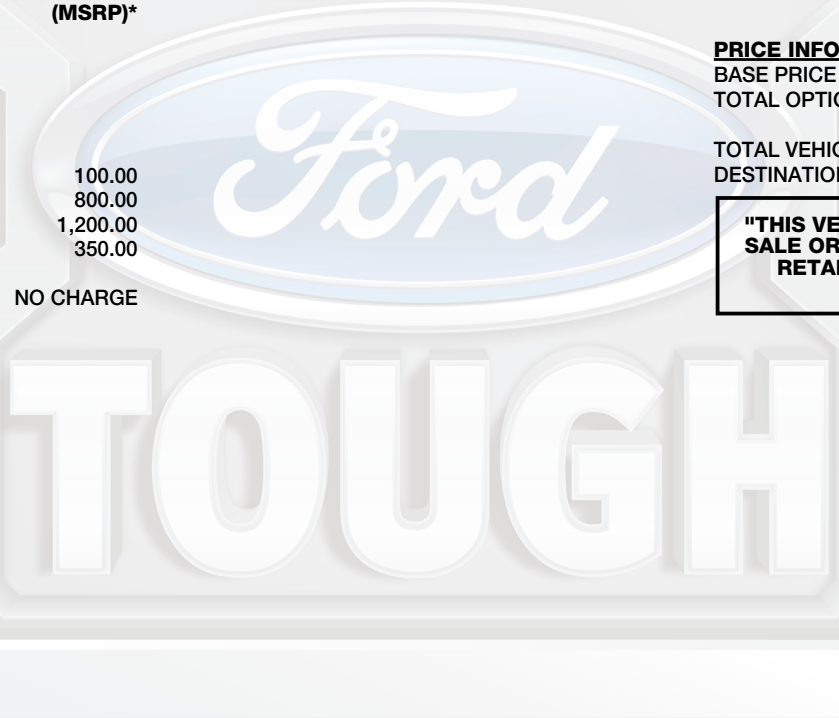 (MSRP)*
100.00
800.00
1,200.00
350.00
NO CHARGE
PRICE INFO
BASE PRICE
TOTAL OPTIO
TOTAL VEHIC
DESTINATION
"THIS VE
SALE OR
RETAI
Ford
TOUGH